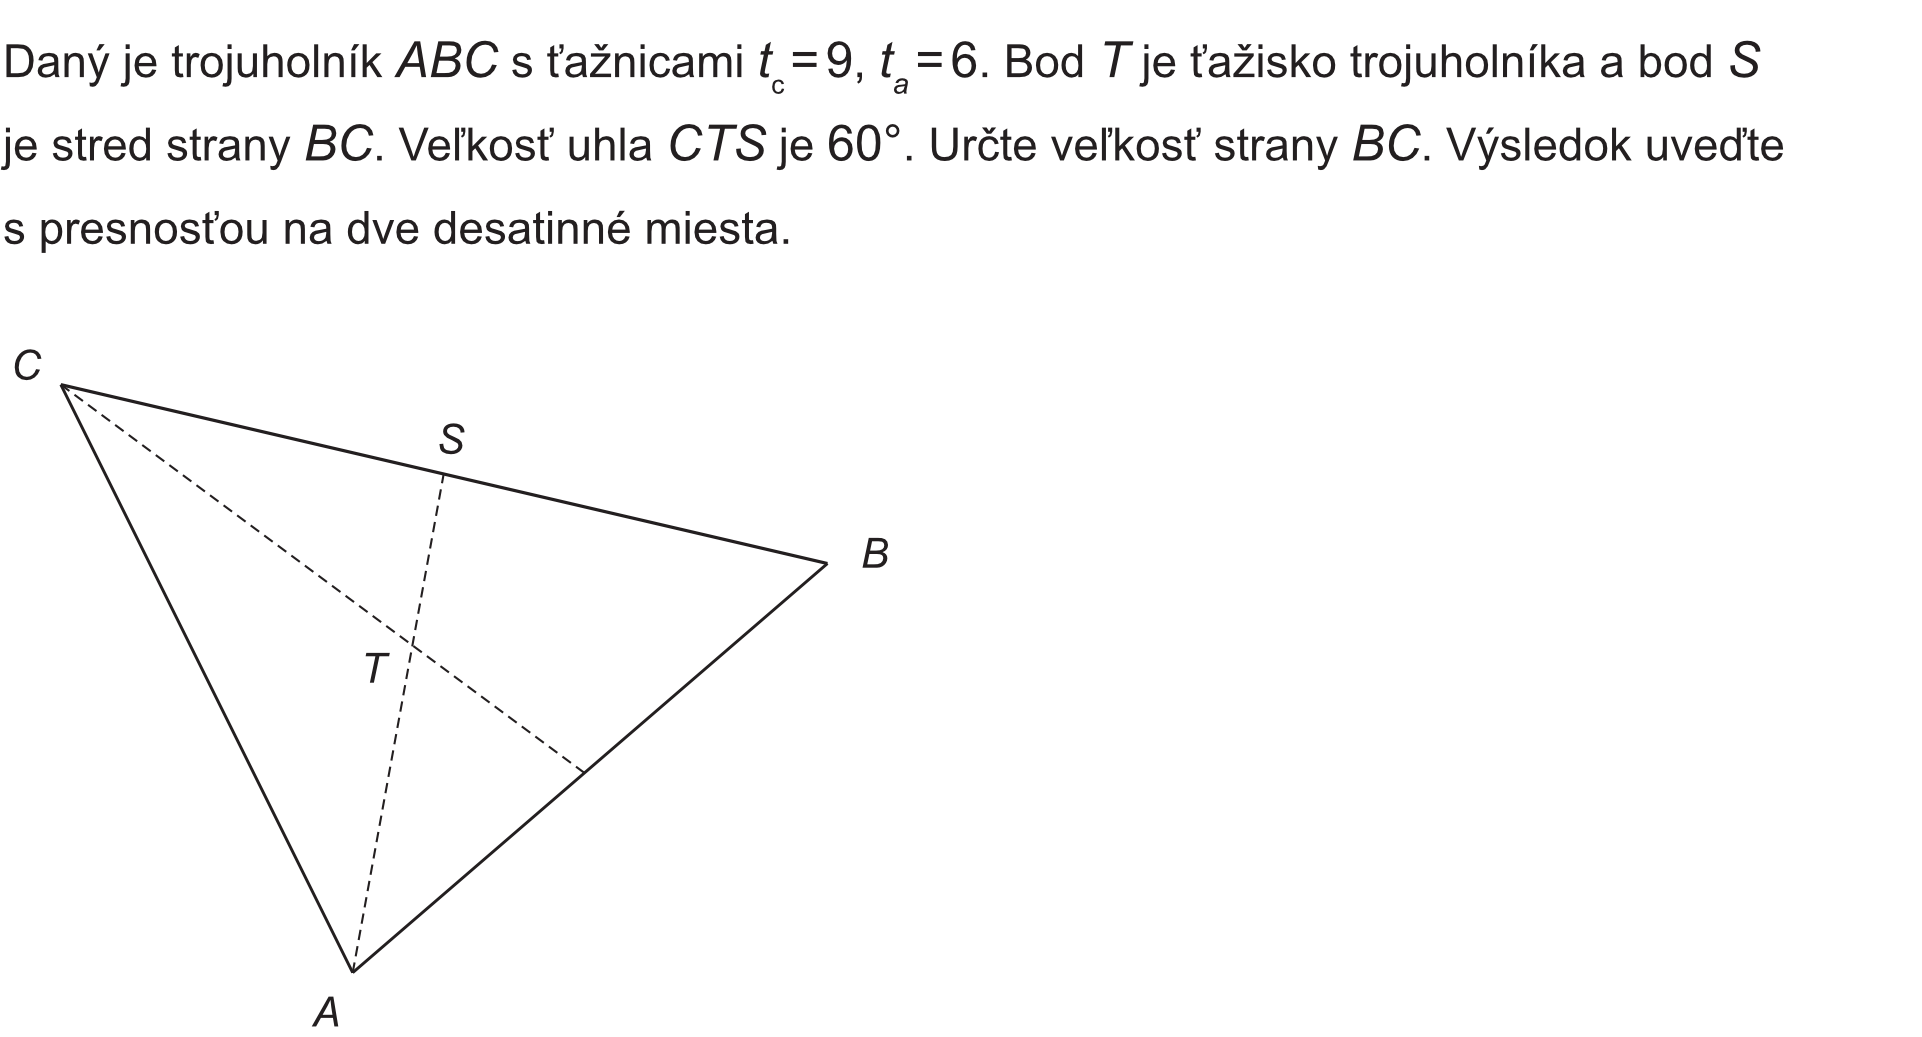 Daný je trojuholník ABC s ťažnicami t_c = 9, t_a = 6. Bod T je ťažisko trojuholníka a bod S
je stred strany BC. Veľkosť uhla CTS je 60°. Určte veľkosť strany BC. Výsledok uveďte
s presnosťou na dve desatinné miesta.
C
S
B
T
A